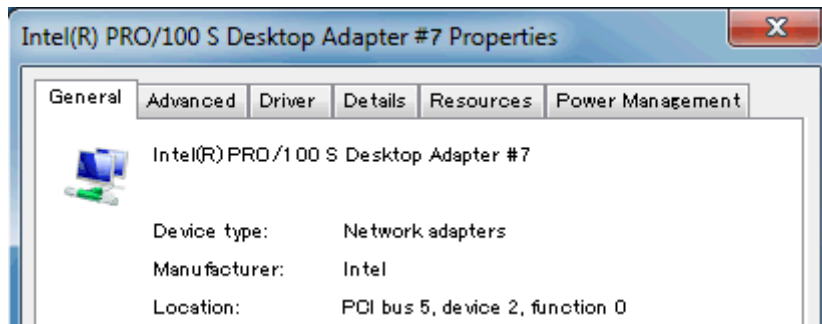 Intel(R) PRO/100 S Desktop Adapter #7 Properties
General Advanced Driver Details Resources Power Management
Intel(R) PRO/100 S Desktop Adapter #7
Device type: Network adapters
Manufacturer: Intel
Location: PCI bus 5, device 2, function 0